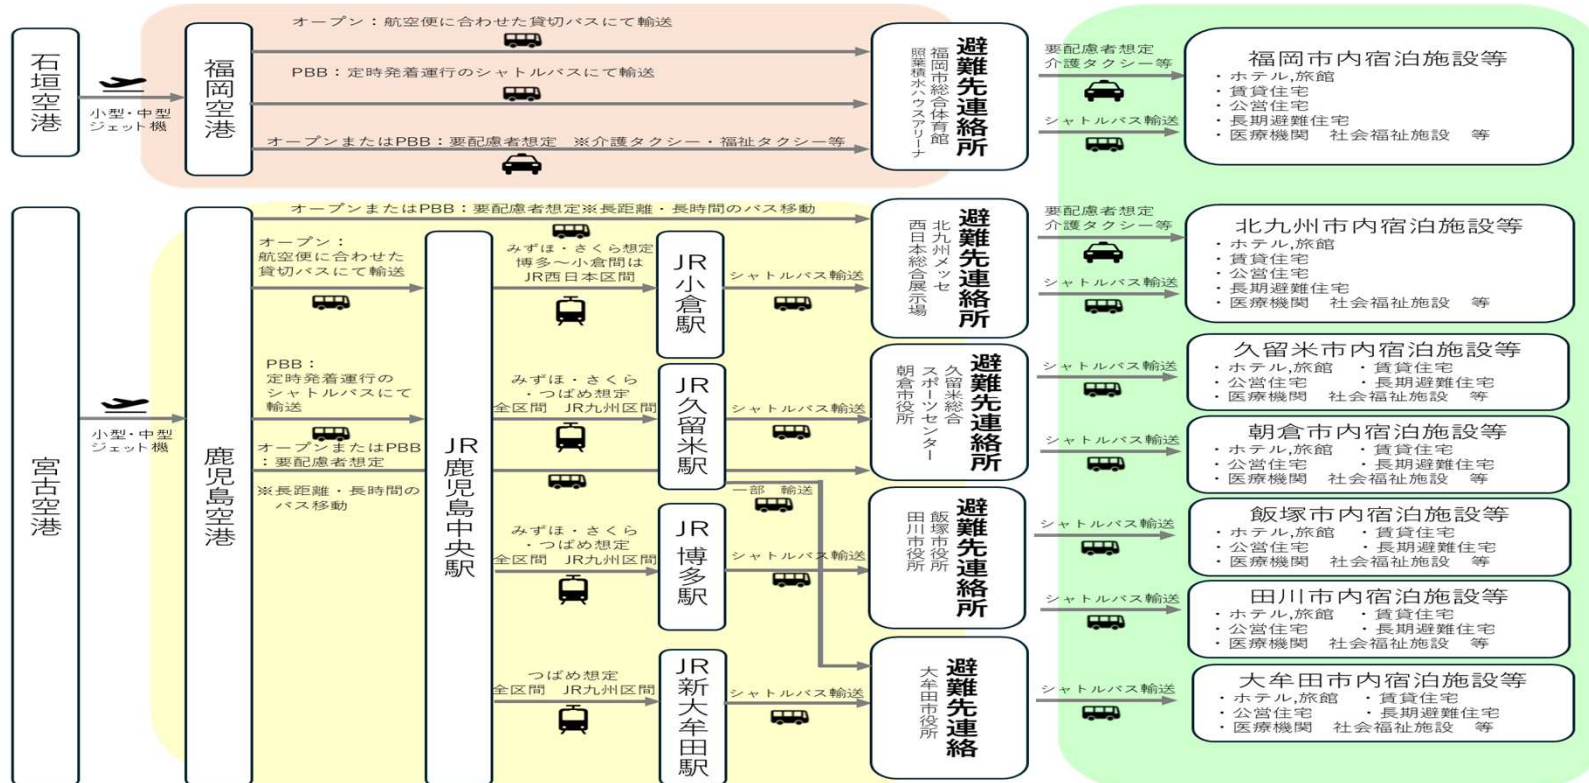 石垣空港
小型・中型
ジェット機
福岡空港
オープン：航空便に合わせた貸切バスにて輸送
PBB：定時発着運行のシャトルバスにて輸送
オープンまたはPBB：要配慮者想定　※介護タクシー・福祉タクシー等
避難先連絡所
福岡市総合体育館
照葉積水ハウスアリーナ
要配慮者想定
介護タクシー等
シャトルバス輸送
福岡市内宿泊施設等
・ホテル,旅館
・賃貸住宅
・公営住宅
・長期避難住宅
・医療機関　社会福祉施設　等
宮古空港
小型・中型
ジェット機
鹿児島空港
オープンまたはPBB：要配慮者想定※長距離・長時間のバス移動
オープン：
航空便に合わせた
貸切バスにて輸送
PBB：
定時発着運行の
シャトルバスにて
輸送
オープンまたはPBB
：要配慮者想定
※長距離・長時間の
バス移動
JR鹿児島中央駅
みずほ・さくら想定
博多～小倉間は
JR西日本区間
JR小倉駅
シャトルバス輸送
避難先連絡所
北九州メッセ
西日本総合展示場
要配慮者想定
介護タクシー等
シャトルバス輸送
北九州市内宿泊施設等
・ホテル,旅館
・賃貸住宅
・公営住宅
・長期避難住宅
・医療機関　社会福祉施設　等
みずほ・さくら
・つばめ想定
全区間　JR九州区間
JR久留米駅
シャトルバス輸送
一部　輸送
避難先連絡所
久留米総合
スポーツセンター
朝倉市役所
シャトルバス輸送
久留米市内宿泊施設等
・ホテル,旅館　・賃貸住宅
・公営住宅　　・長期避難住宅
・医療機関　社会福祉施設　等
シャトルバス輸送
朝倉市内宿泊施設等
・ホテル,旅館　・賃貸住宅
・公営住宅　　・長期避難住宅
・医療機関　社会福祉施設　等
みずほ・さくら
・つばめ想定
全区間　JR九州区間
JR博多駅
シャトルバス輸送
避難先連絡所
飯塚市役所
田川市役所
シャトルバス輸送
飯塚市内宿泊施設等
・ホテル,旅館　・賃貸住宅
・公営住宅　　・長期避難住宅
・医療機関　社会福祉施設　等
シャトルバス輸送
田川市内宿泊施設等
・ホテル,旅館　・賃貸住宅
・公営住宅　　・長期避難住宅
・医療機関　社会福祉施設　等
つばめ想定
全区間　JR九州区間
JR新大牟田駅
シャトルバス輸送
避難先連絡
大牟田市役所
シャトルバス輸送
大牟田市内宿泊施設等
・ホテル,旅館　・賃貸住宅
・公営住宅　　・長期避難住宅
・医療機関　社会福祉施設　等